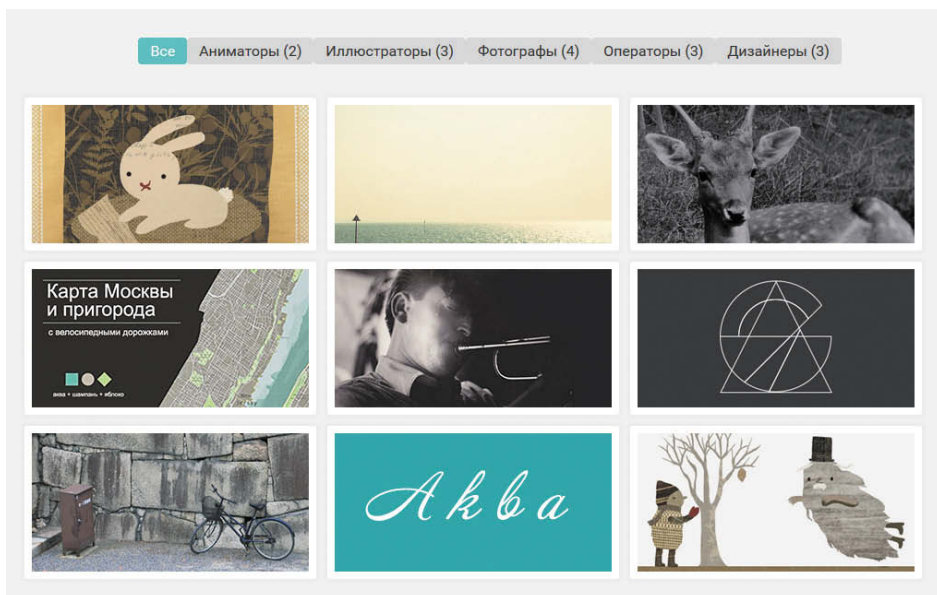 Все
Аниматоры (2)
Иллюстраторы (3)
Фотографы (4)
Операторы (3)
Дизайнеры (3)
Карта Москвы
и пригорода
с велосипедными дорожками
аква + шампань + яблоко
Аква